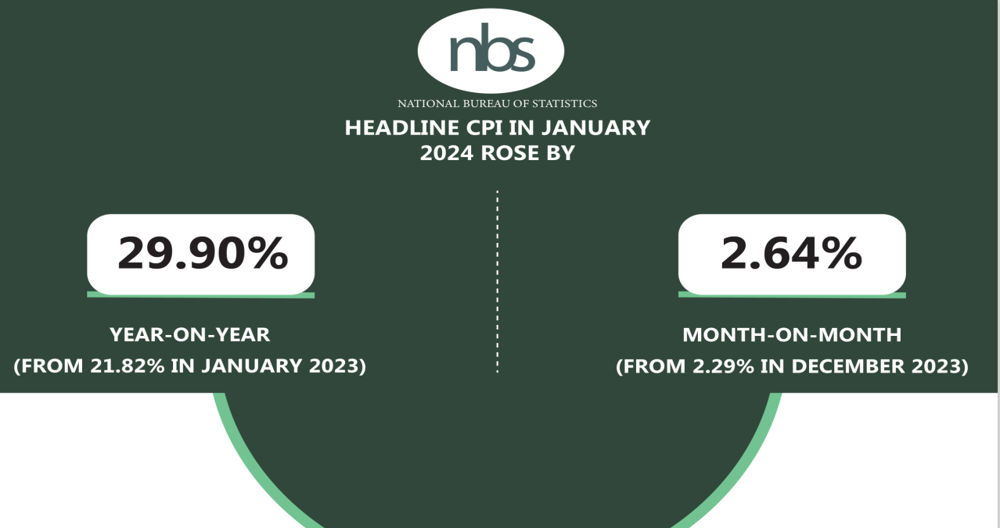 nbs
NATIONAL BUREAU OF STATISTICS
HEADLINE CPI IN JANUARY
2024 ROSE BY
29.90%
YEAR-ON-YEAR
(FROM 21.82% IN JANUARY 2023)
2.64%
MONTH-ON-MONTH
(FROM 2.29% IN DECEMBER 2023)